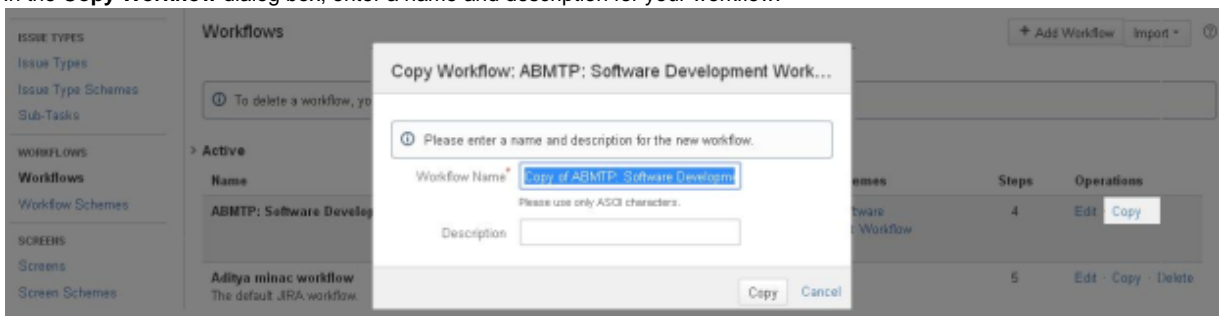 In the Copy Workflow dialog box, enter a name and description for your workflow.
ISSUE TYPES
Issue Types
Issue Type Schemes
Sub-Tasks
WORKFLOWS
Workflows
Workflow Schemes
SCREENS
Screens
Screen Schemes
Workflows
+ Add Workflow Import
To delete a workflow, yo
> Active
Name
emes Steps Operations
ABMTP: Software Develop
tware
Workflow
4 Edit Copy
Aditya minac workflow
The default JIRA workflow.
5 Edit · Copy · Delete
Copy Workflow: ABMTP: Software Development Work...
Please enter a name and description for the new workflow.
Workflow Name* Copy of ABMTP: Software Developme
Please use only ASCII characters.
Description
Copy Cancel